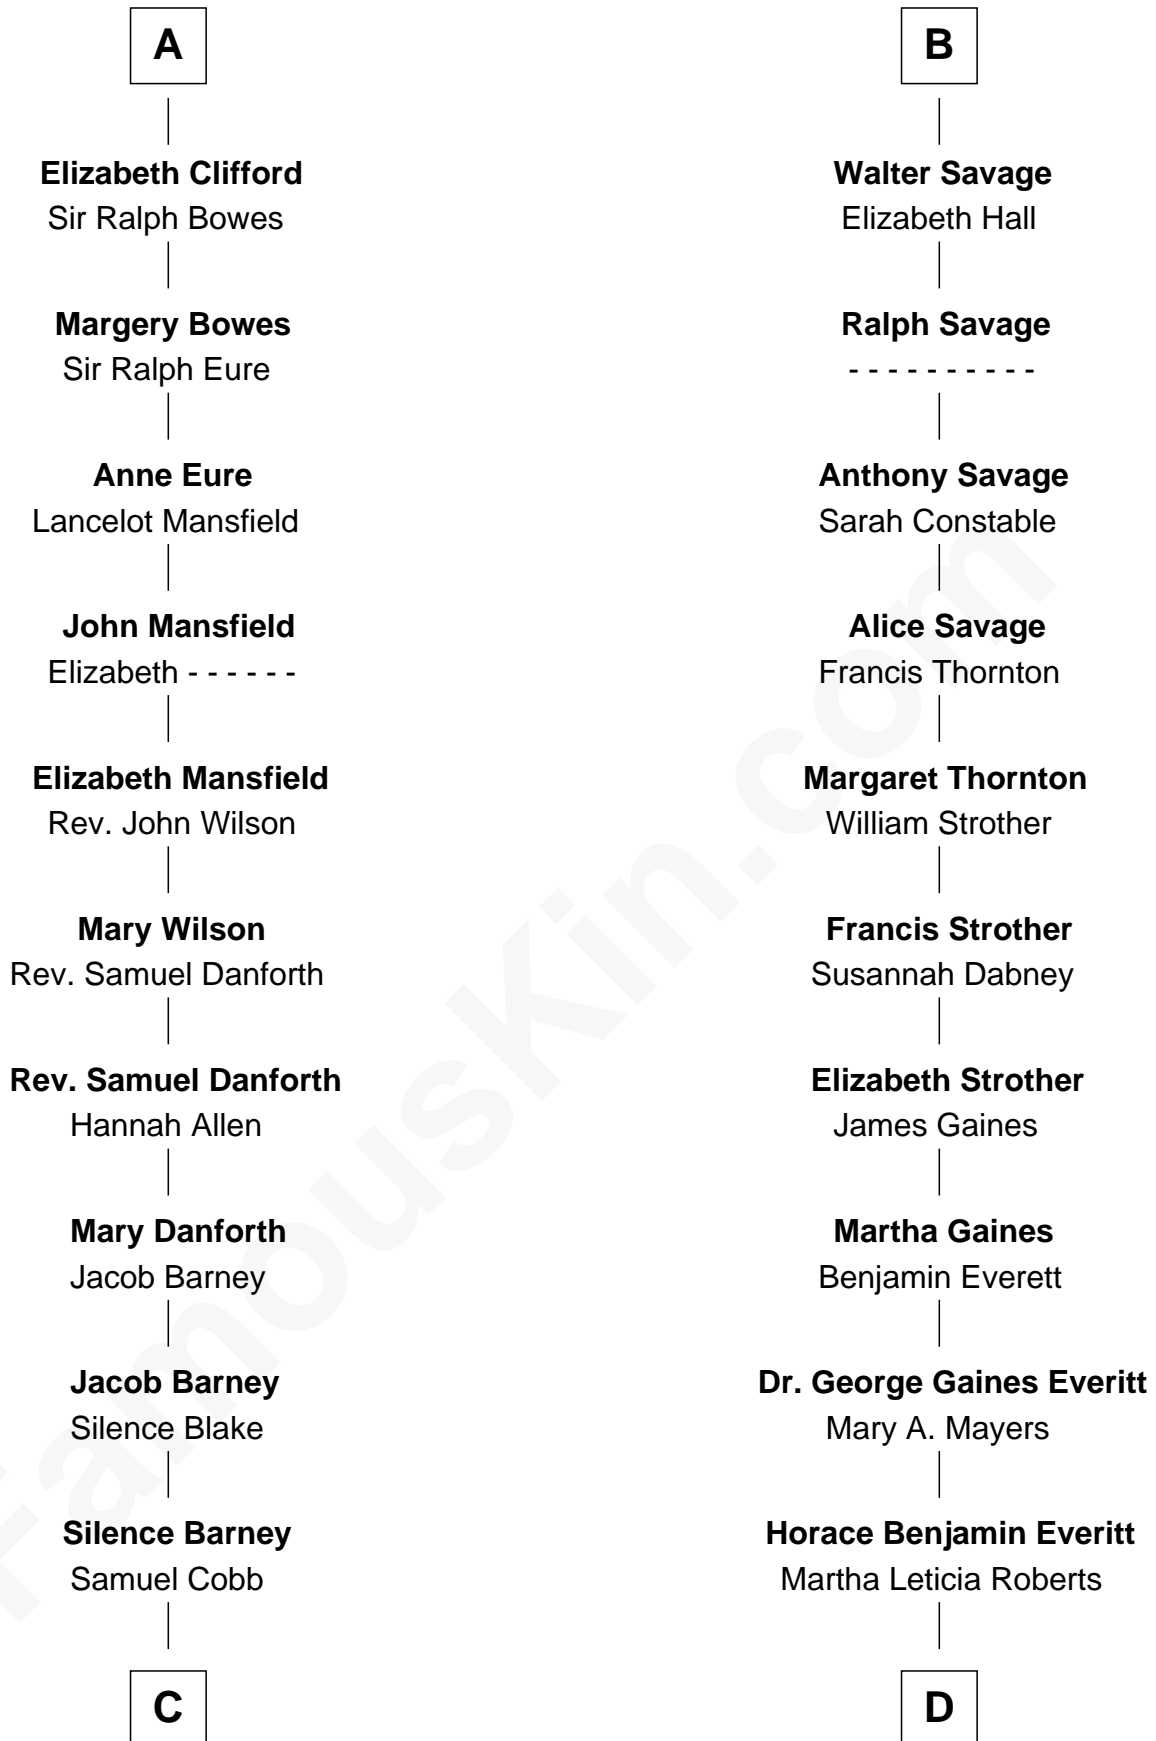 A
Elizabeth Clifford
Sir Ralph Bowes
Margery Bowes
Sir Ralph Eure
Anne Eure
Lancelot Mansfield
John Mansfield
Elizabeth - - - - - -
Elizabeth Mansfield
Rev. John Wilson
Mary Wilson
Rev. Samuel Danforth
Rev. Samuel Danforth
Hannah Allen
Mary Danforth
Jacob Barney
Jacob Barney
Silence Blake
Silence Barney
Samuel Cobb
C
B
Walter Savage
Elizabeth Hall
Ralph Savage
- - - - - - - - - -
Anthony Savage
Sarah Constable
Alice Savage
Francis Thornton
Margaret Thornton
William Strother
Francis Strother
Susannah Dabney
Elizabeth Strother
James Gaines
Martha Gaines
Benjamin Everett
Dr. George Gaines Everitt
Mary A. Mayers
Horace Benjamin Everitt
Martha Leticia Roberts
D
FamousKin.com